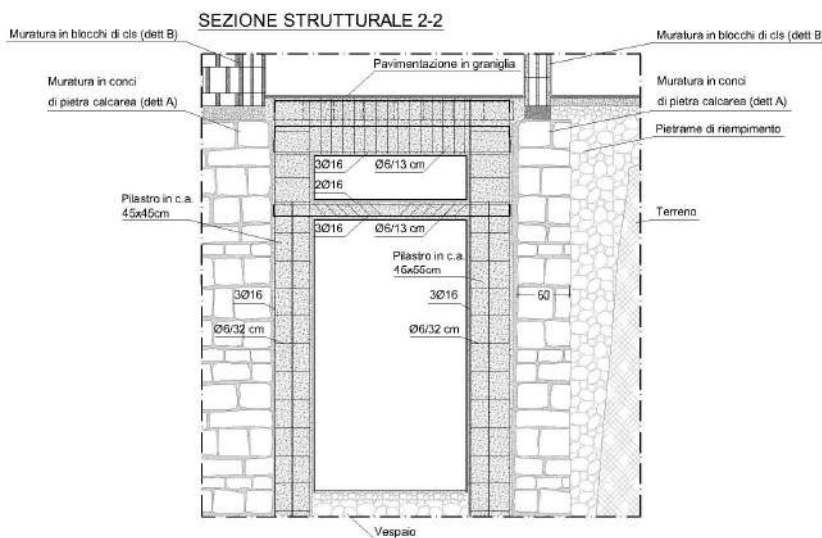 SEZIONE STRUTTURALE 2-2
Muratura in blocchi di cls (dett B)
Muratura in blocchi di cls (dett B)
Pavimentazione in graniglia
Muratura in conci
di pietra calcarea (dett A)
Muratura in conci
di pietra calcarea (dett A)
Pietrame di riempimento
3Ø16
Ø6/13 cm
2Ø16
Pilastro in c.a.
45x45cm
3Ø16
Ø6/13 cm
Terreno
Pilastro in c.a.
45x55cm
3Ø16
3Ø16
50
Ø6/32 cm
Ø6/32 cm
Vespaio